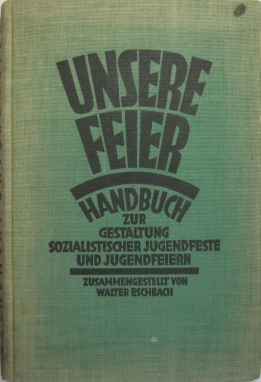 UNSERE
FEIER
HANDBUCH
ZUR
GESTALTUNG
SOZIALISTISCHER JUGENDFESTE
UND JUGENDFEIERN
ZUSAMMENGESTELLT VON
WALTER ESCHBACH